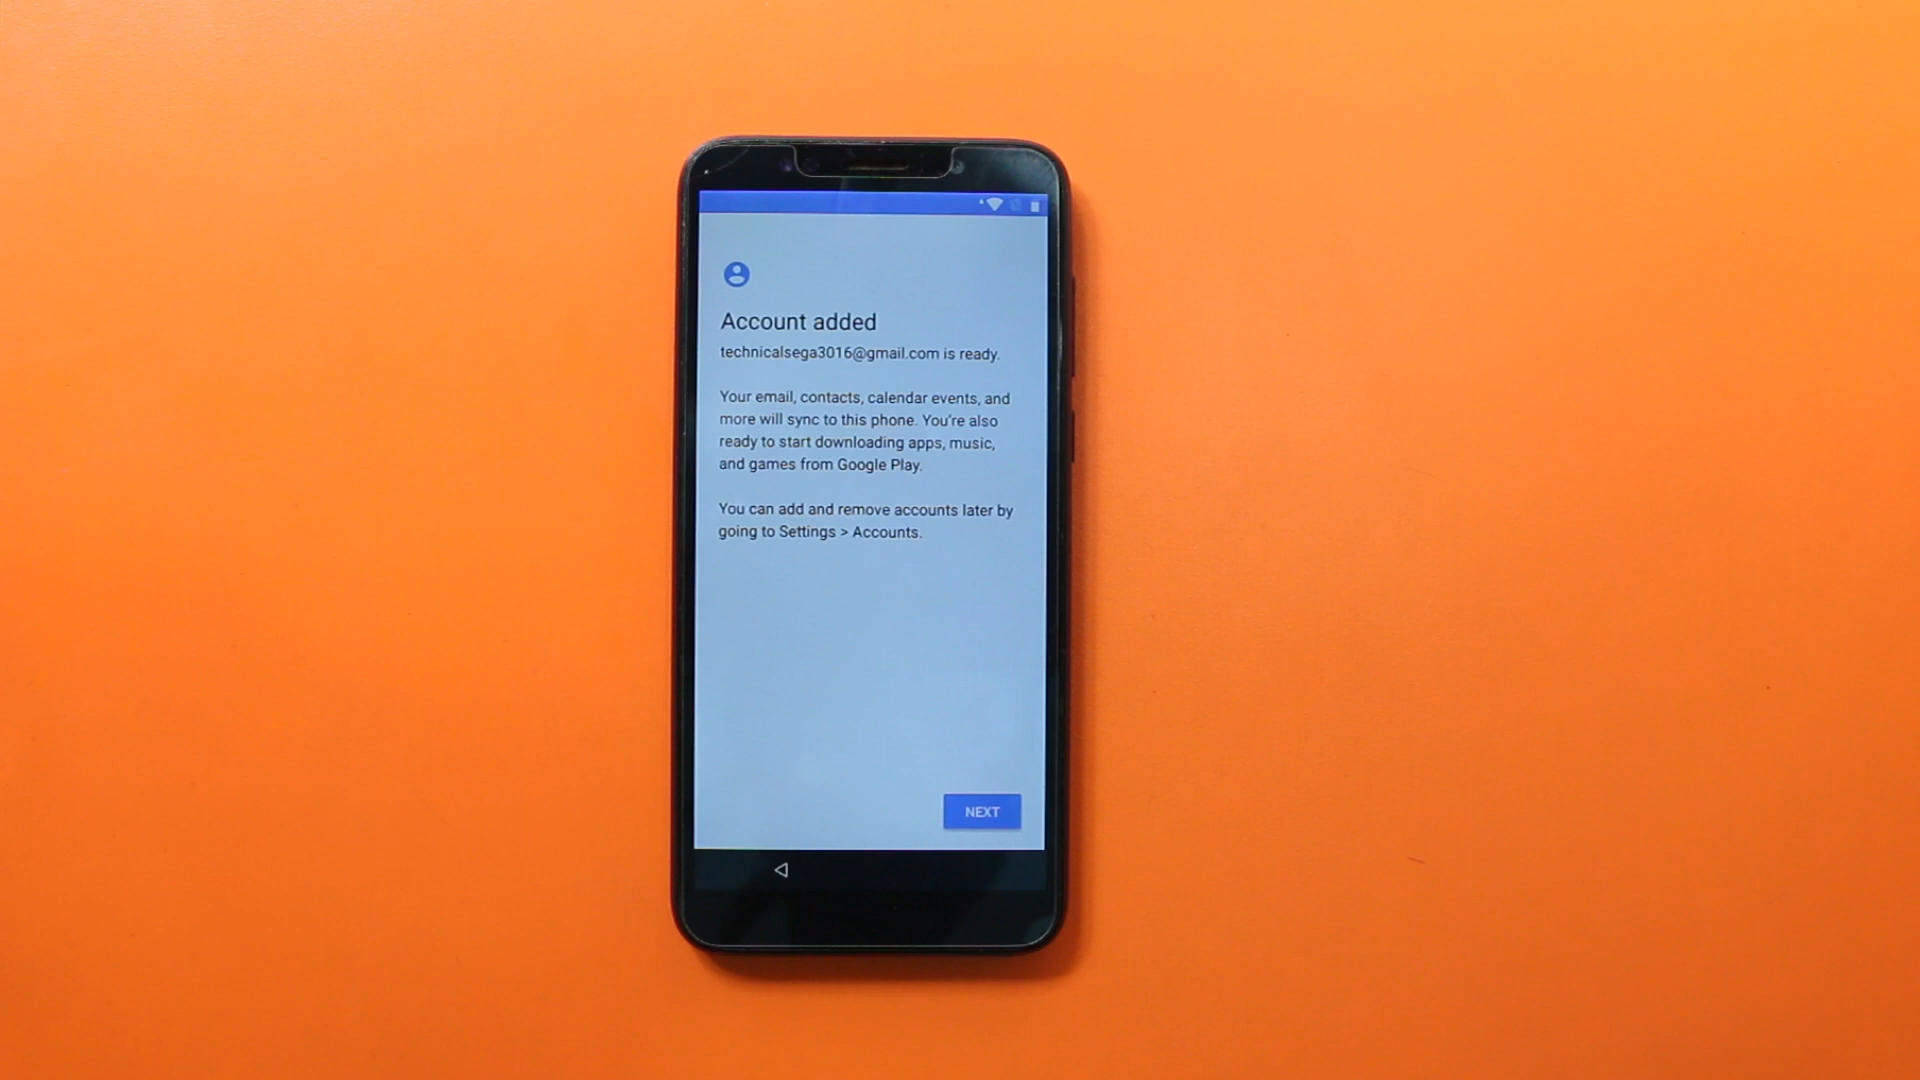 Account added
technicalsega3016@gmail.com is ready.
Your email, contacts, calendar events, and
more will sync to this phone. You're also
ready to start downloading apps, music,
and games from Google Play.
You can add and remove accounts later by
going to Settings > Accounts.
NEXT